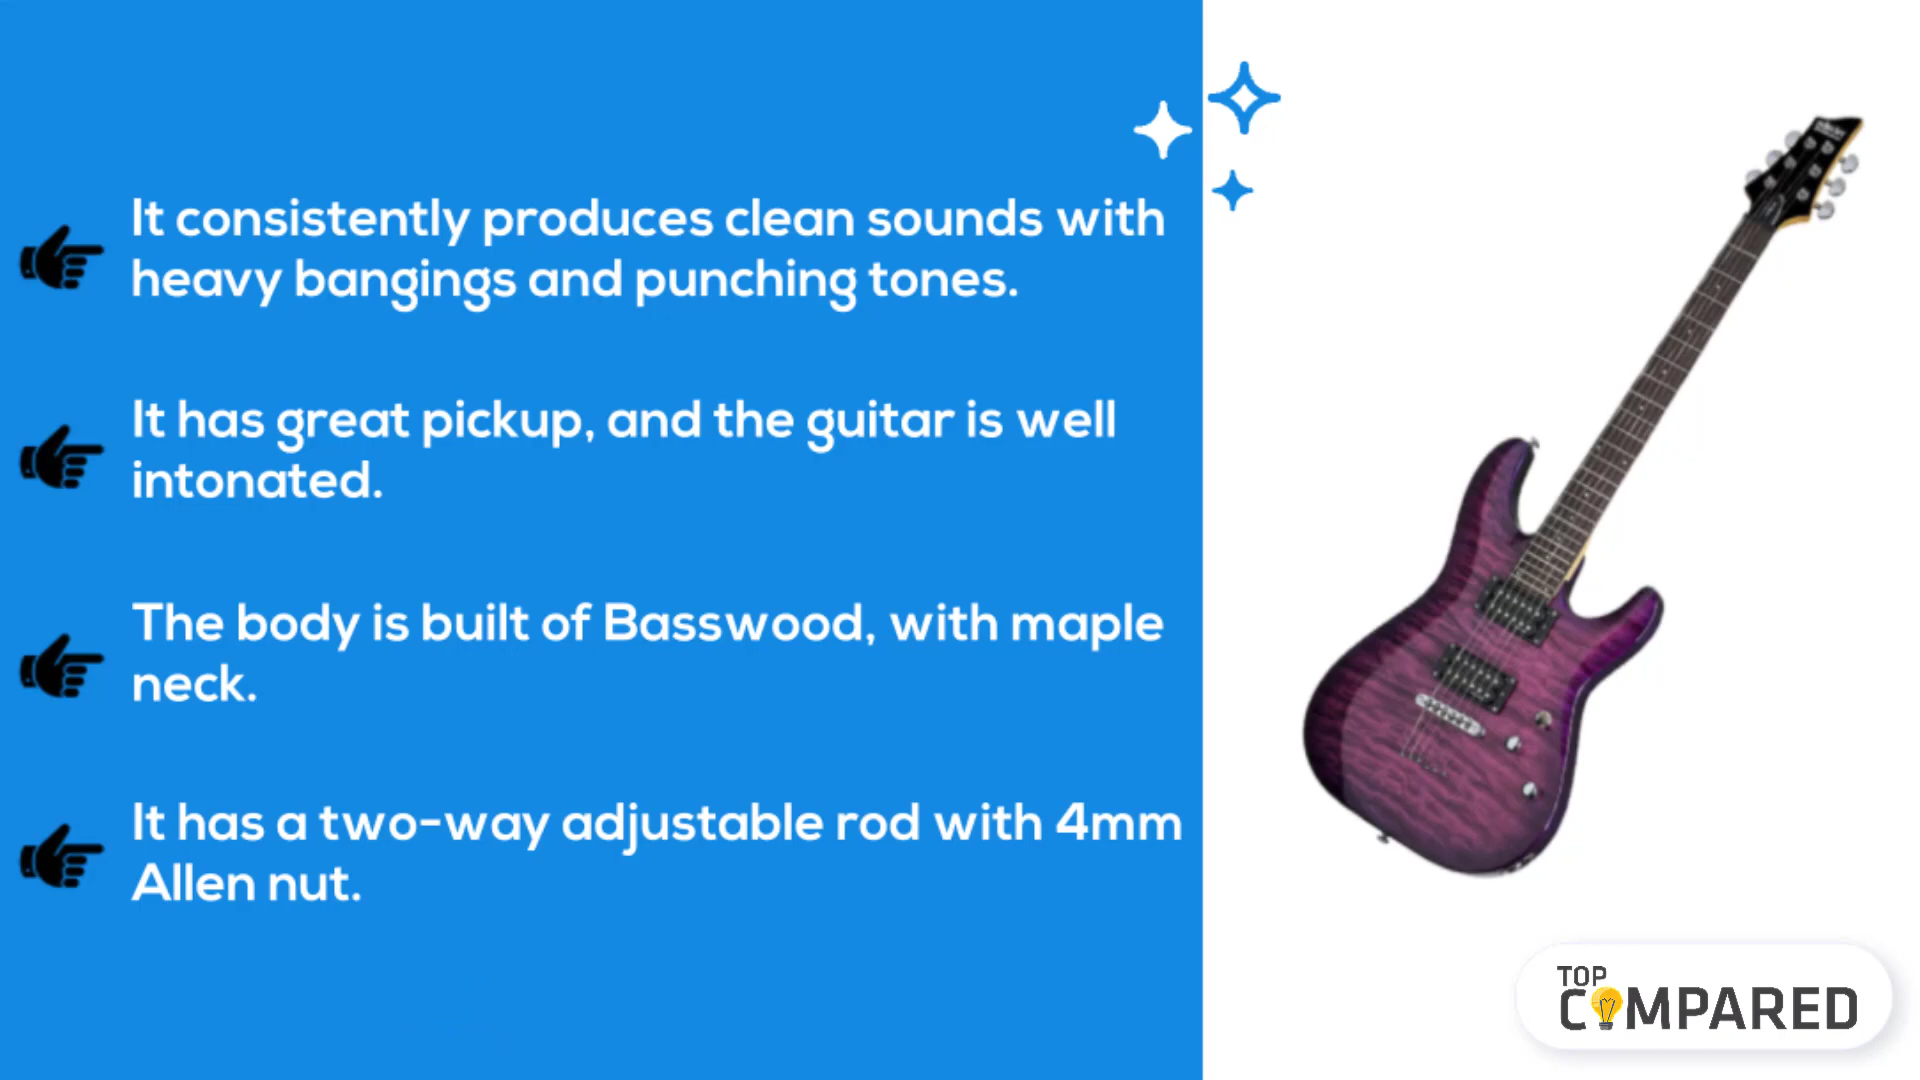 It consistently produces clean sounds with
heavy bangings and punching tones.
It has great pickup, and the guitar is well
intonated.
The body is built of Basswood, with maple
neck.
It has a two-way adjustable rod with 4mm
Allen nut.
TOP
COMPARED